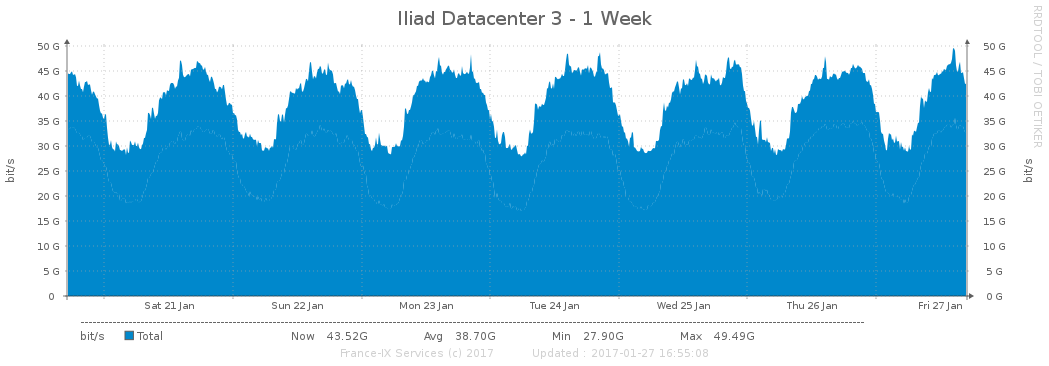 Iliad Datacenter 3 - 1 Week
RRDTOOL / TOBI OETIKER
50 G 50 G
45 G 45 G
40 G 40 G
35 G 35 G
30 G 30 G
25 G 25 G
20 G 20 G
15 G 15 G
10 G 10 G
5 G 5 G
0 0 G
bit/s bit/s
Sat 21 Jan Sun 22 Jan Mon 23 Jan Tue 24 Jan Wed 25 Jan Thu 26 Jan Fri 27 Jan
bit/s Total Now 43.52G Avg 38.70G Min 27.90G Max 49.49G
France-IX Services (c) 2017 Updated : 2017-01-27 16:55:08